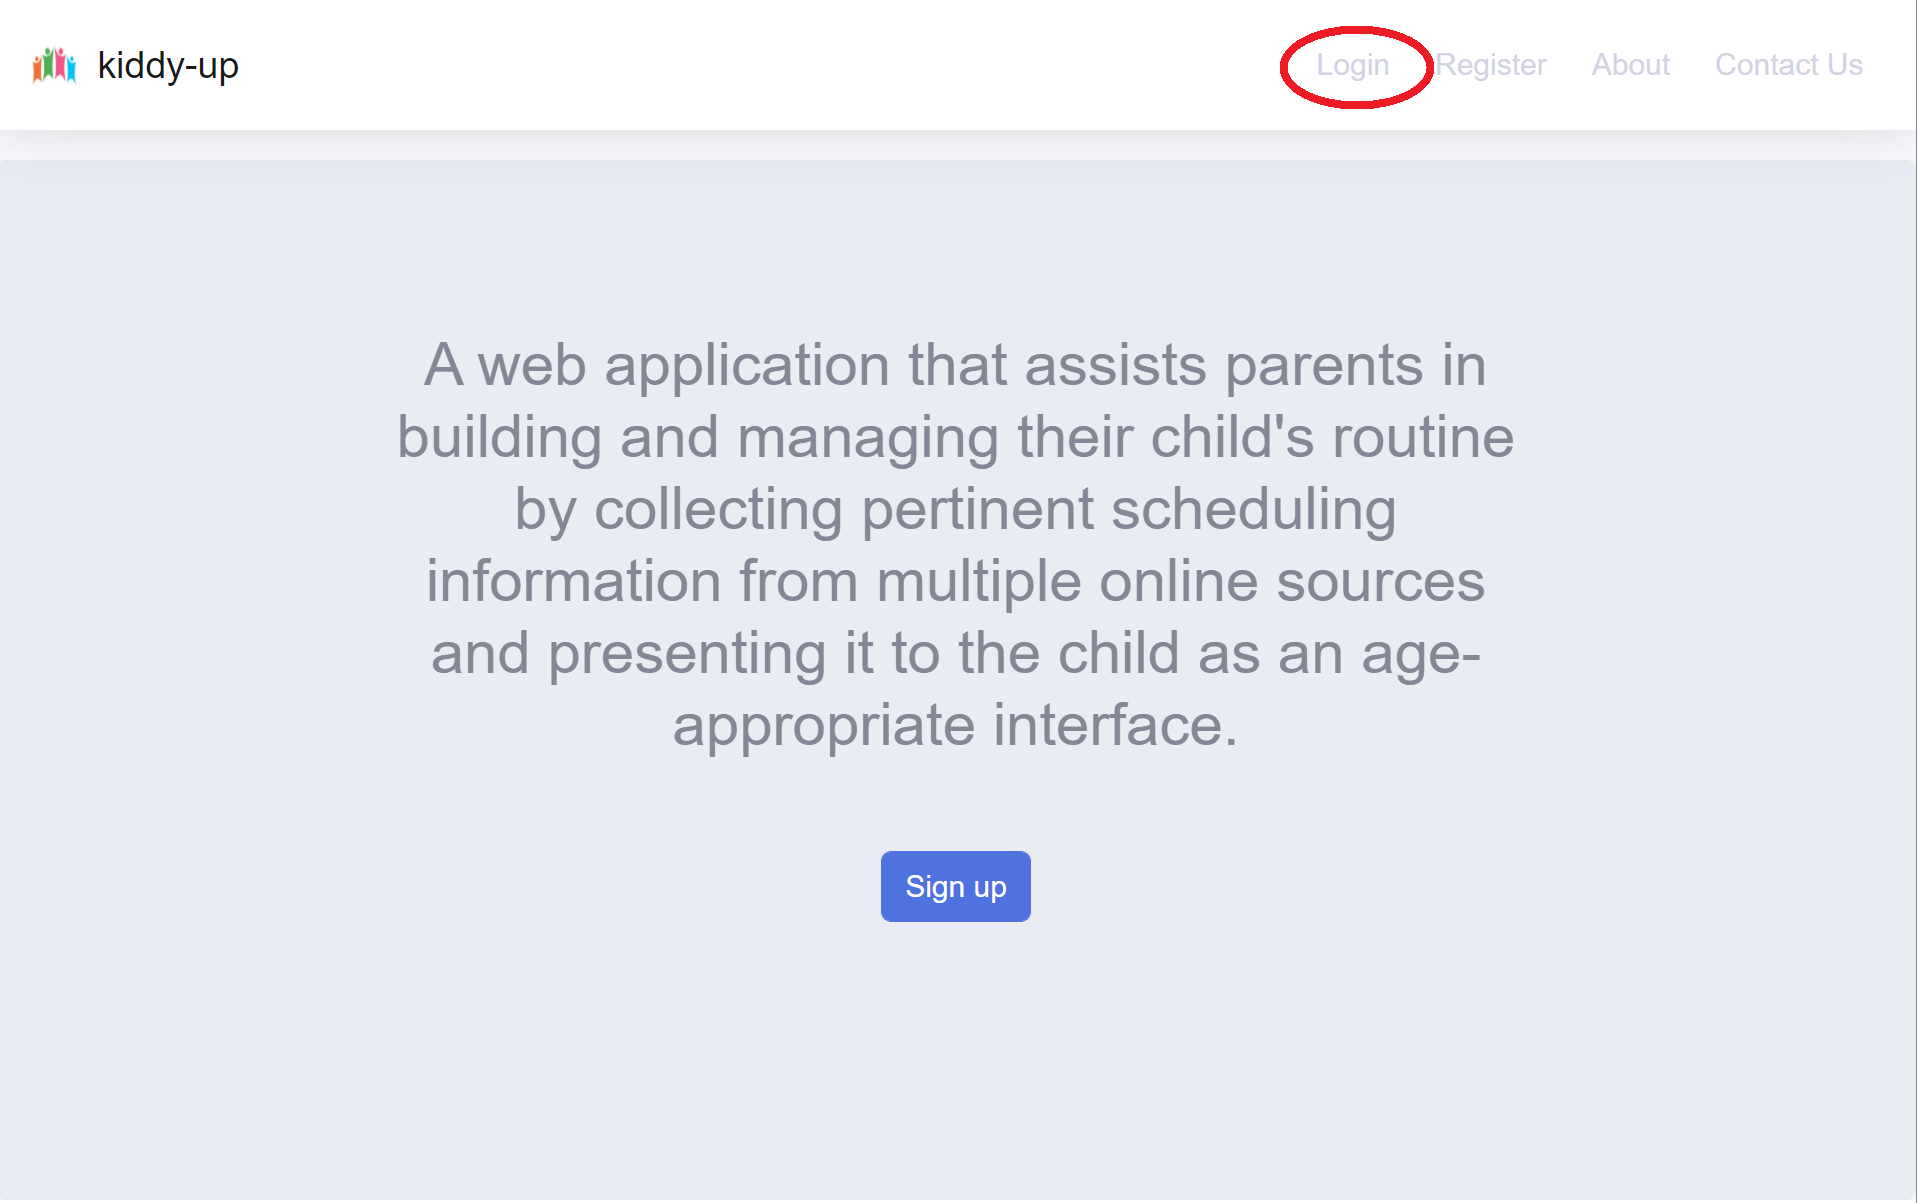 kiddy-up
Login Register About Contact Us
A web application that assists parents in
building and managing their child's routine
by collecting pertinent scheduling
information from multiple online sources
and presenting it to the child as an age-
appropriate interface.
Sign up